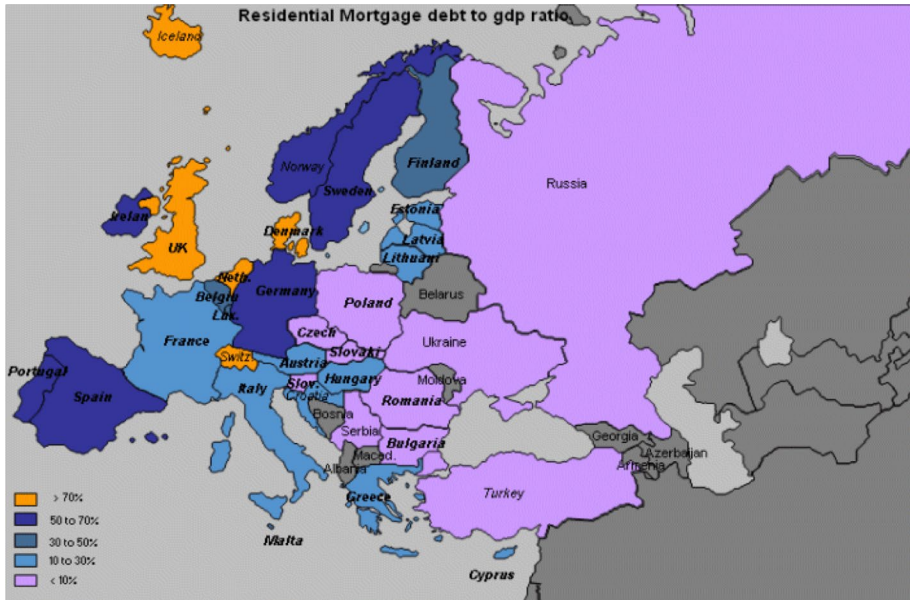 Residential Mortgage debt to gdp ratio
Iceland
Norway
Finland
Russia
Sweden
Estonia
Irelan
Denmark
Latvia
UK
Lithuani
Neth.
Belgiu
Germany
Poland
Belarus
Lux.
Czech
France
Ukraine
Slovaki
Switz
Austria
Portugal
Hungary
Moldova
Italy
Slov.
Spain
Croatia
Romania
Bosnia
Serbia
Georgia
Bulgaria
Maced.
Azerbaijan
Albania
Armenia
Greece
Turkey
> 70%
50 to 70%
30 to 50%
Malta
10 to 30%
Cyprus
< 10%